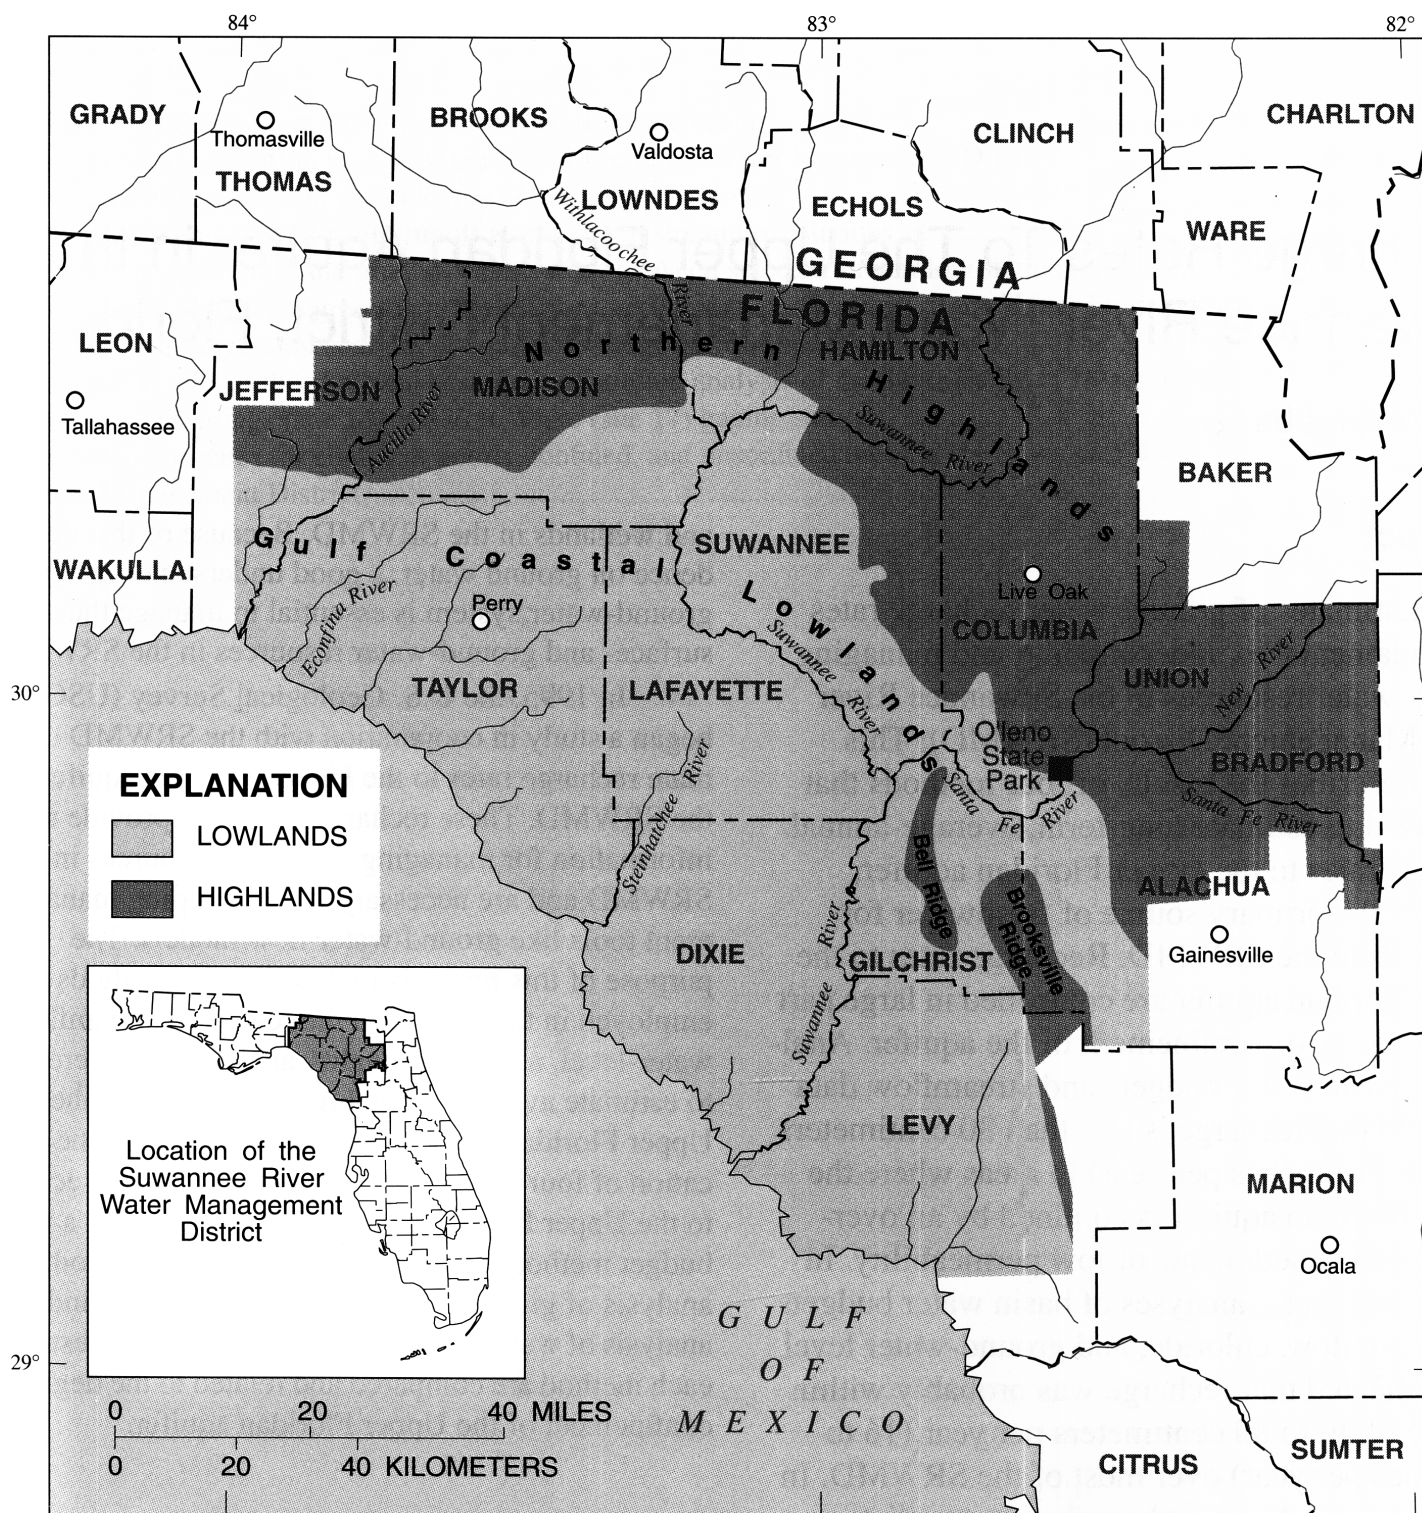 84°
83°
82°
GRADY
Thomasville
THOMAS
BROOKS
Valdosta
LOWNDES
Withlacoochee
River
ECHOLS
CLINCH
CHARLTON
WARE
GEORGIA
FLORIDA
LEON
Tallahassee
JEFFERSON
MADISON
Aucilla River
Northern
Highlands
HAMILTON
Suwannee River
BAKER
WAKULLA
Gulf Coastal
Lowlands
Econfina River
Perry
TAYLOR
SUWANNEE
Suwannee
River
LAFAYETTE
Live Oak
COLUMBIA
UNION
New River
30°
O'leno
State
Park
BRADFORD
Santa Fe River
Santa Fe River
EXPLANATION
LOWLANDS
HIGHLANDS
Steinhatchee
River
Bell Ridge
Brooksville
Ridge
ALACHUA
Gainesville
DIXIE
GILCHRIST
Suwannee River
LEVY
MARION
Ocala
Location of the
Suwannee River
Water Management
District
GULF
OF
MEXICO
29°
0 20 40 MILES
0 20 40 KILOMETERS
CITRUS
SUMTER